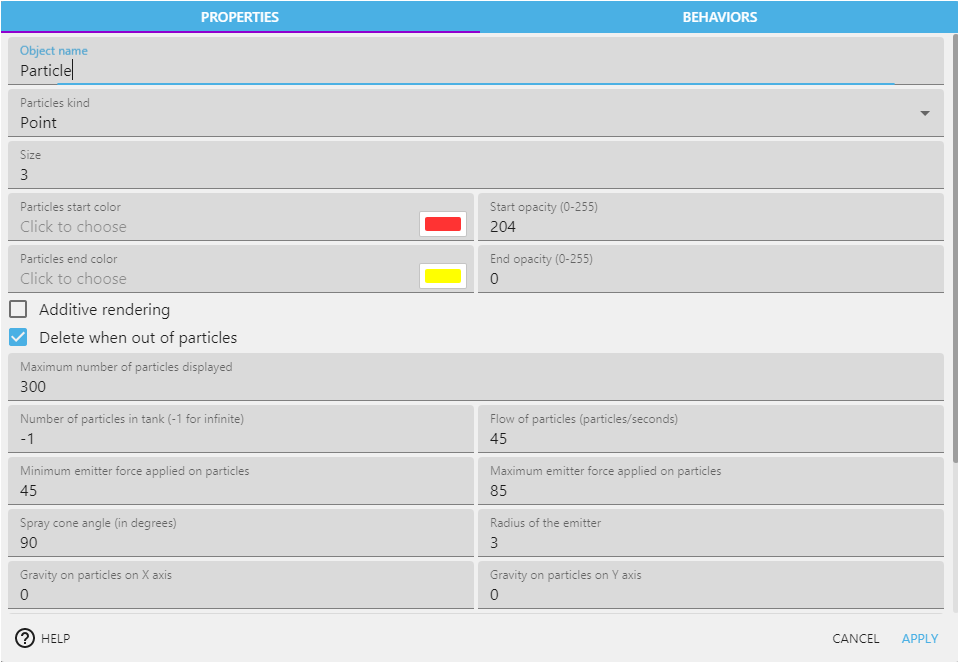 PROPERTIES BEHAVIORS
Object name
Particle
Particles kind
Point
Size
3
Particles start color Start opacity (0-255)
Click to choose 204
Particles end color End opacity (0-255)
Click to choose 0
Additive rendering
Delete when out of particles
Maximum number of particles displayed
300
Number of particles in tank (-1 for infinite) Flow of particles (particles/seconds)
-1 45
Minimum emitter force applied on particles Maximum emitter force applied on particles
45 85
Spray cone angle (in degrees) Radius of the emitter
90 3
Gravity on particles on X axis Gravity on particles on Y axis
0 0
? HELP CANCEL APPLY